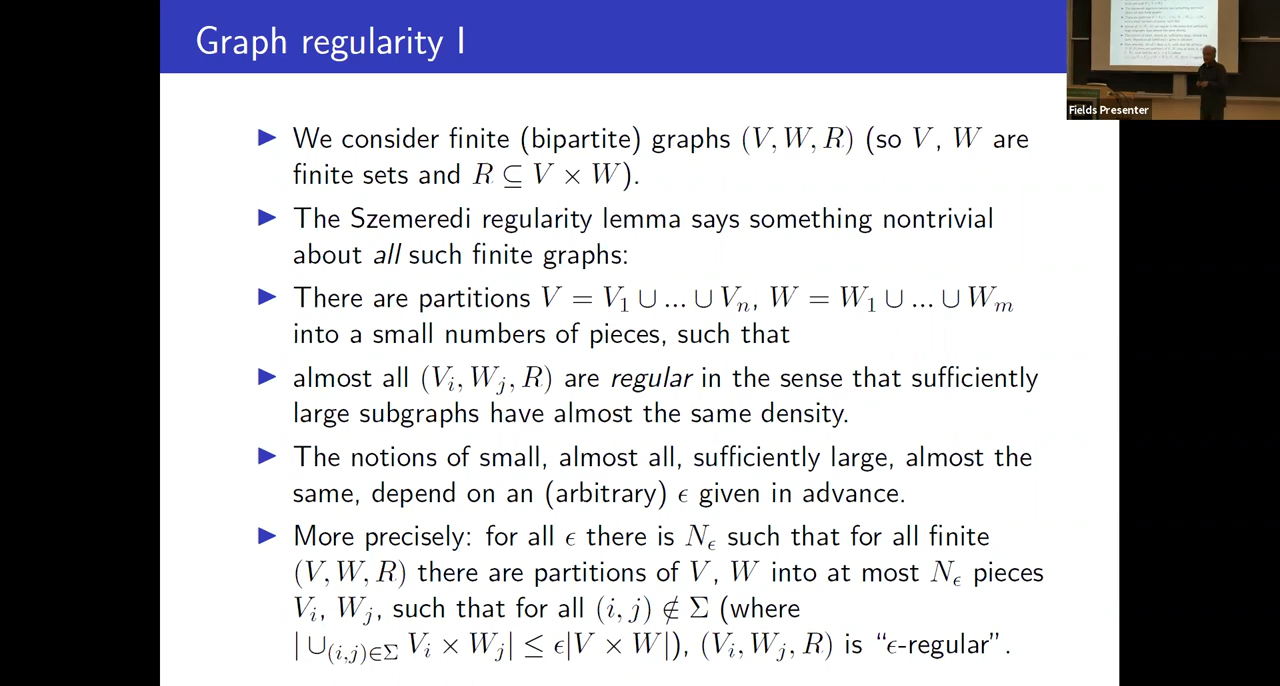 Graph regularity I
▶ We consider finite (bipartite) graphs (V, W, R) (so V, W are
finite sets and R ⊆ V × W).
▶ The Szemeredi regularity lemma says something nontrivial
about all such finite graphs:
▶ There are partitions V = V₁ ∪ ... ∪ Vₙ, W = W₁ ∪ ... ∪ Wₘ
into a small numbers of pieces, such that
▶ almost all (Vᵢ, Wⱼ, R) are regular in the sense that sufficiently
large subgraphs have almost the same density.
▶ The notions of small, almost all, sufficiently large, almost the
same, depend on an (arbitrary) ϵ given in advance.
▶ More precisely: for all ϵ there is N_ϵ such that for all finite
(V, W, R) there are partitions of V, W into at most N_ϵ pieces
Vᵢ, Wⱼ, such that for all (i, j) ∉ Σ (where
| ∪_{(i,j)∈Σ} Vᵢ × Wⱼ| ≤ ϵ|V × W|), (Vᵢ, Wⱼ, R) is “ϵ-regular”.
Fields Presenter